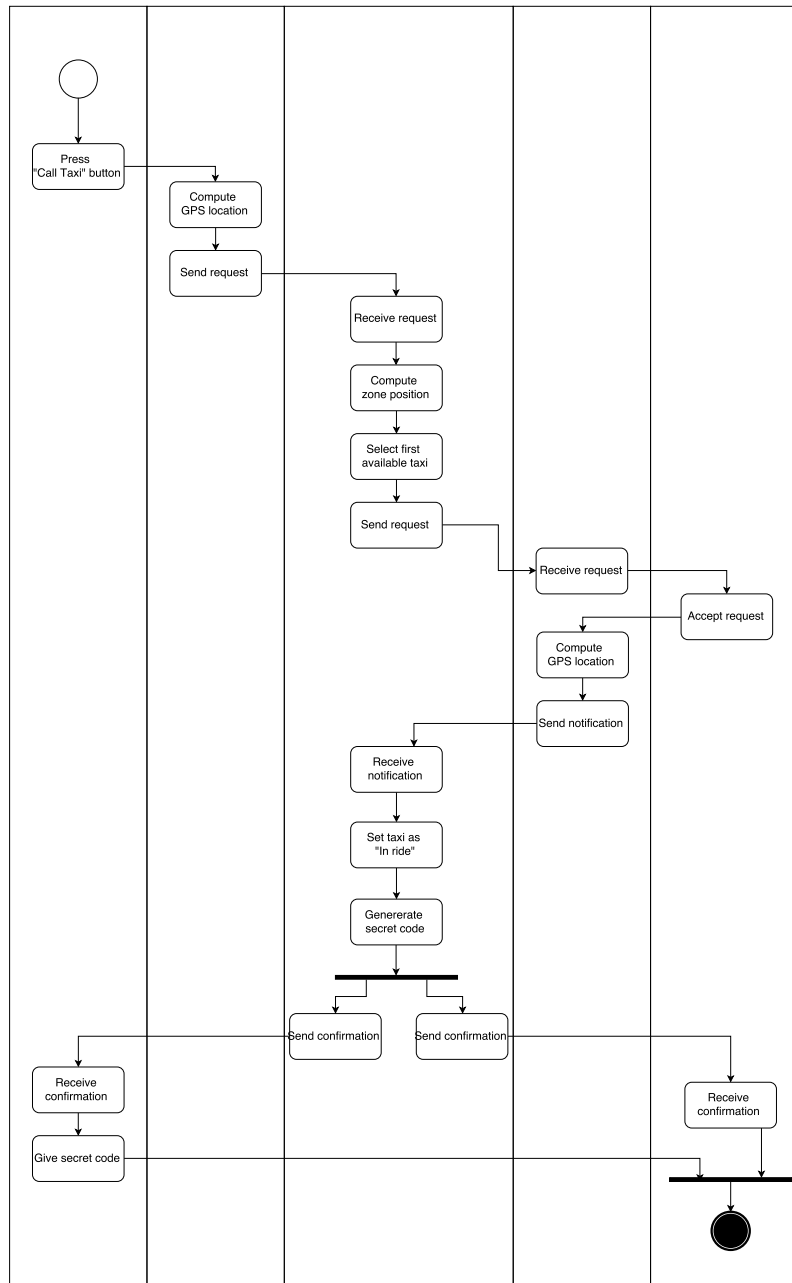 Press
"Call Taxi" button
Compute
GPS location
Send request
Receive request
Compute
zone position
Select first
available taxi
Send request
Receive request
Accept request
Compute
GPS location
Send notification
Receive
notification
Set taxi as
"In ride"
Genererate
secret code
Send confirmation
Send confirmation
Receive
confirmation
Receive
confirmation
Give secret code